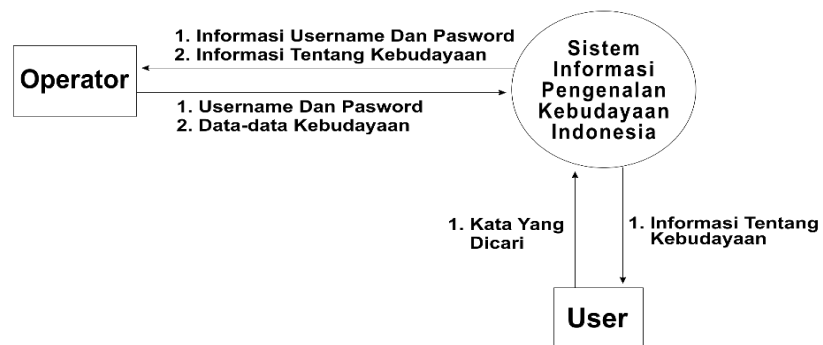 1. Informasi Username Dan Pasword
2. Informasi Tentang Kebudayaan
Operator
1. Username Dan Pasword
2. Data-data Kebudayaan
Sistem
Informasi
Pengenalan
Kebudayaan
Indonesia
1. Kata Yang
Dicari
1. Informasi Tentang
Kebudayaan
User